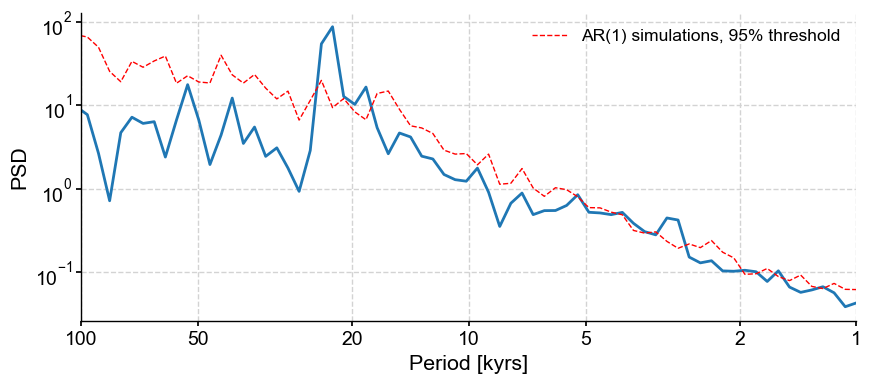 10²
10¹
10⁰
10⁻¹
PSD
AR(1) simulations, 95% threshold
100 50 20 10 5 2 1
Period [kyrs]